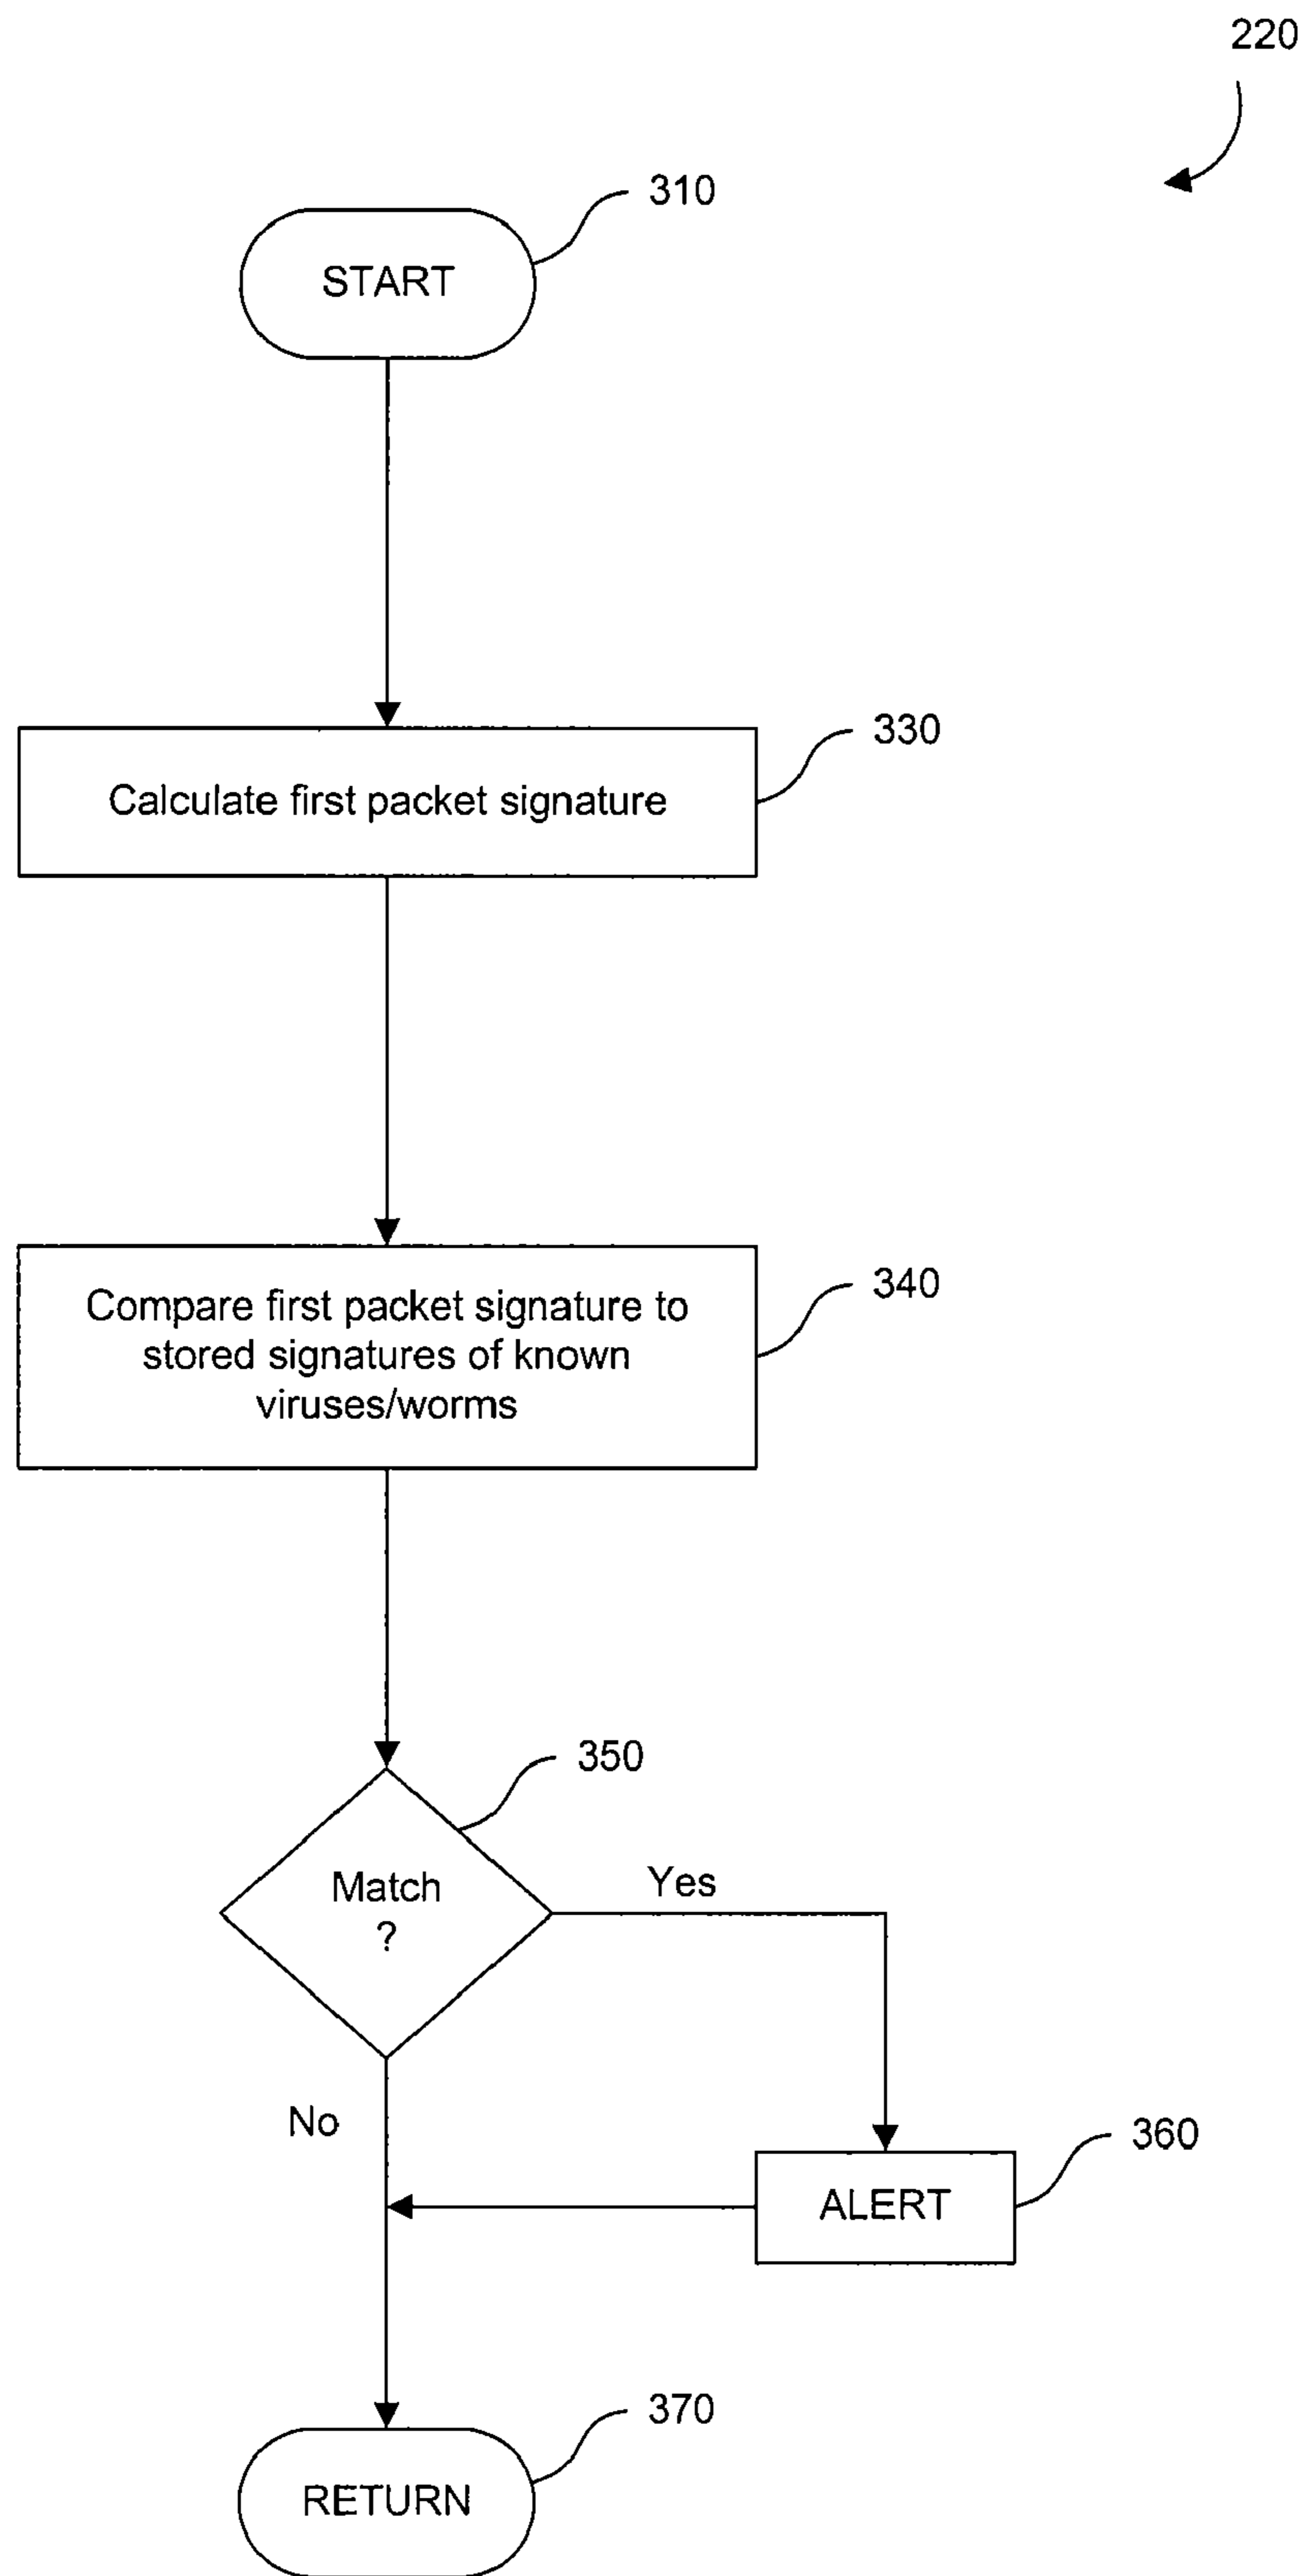 220
310
START
330
Calculate first packet signature
340
Compare first packet signature to
stored signatures of known
viruses/worms
350
Match
?
Yes
No
360
ALERT
370
RETURN